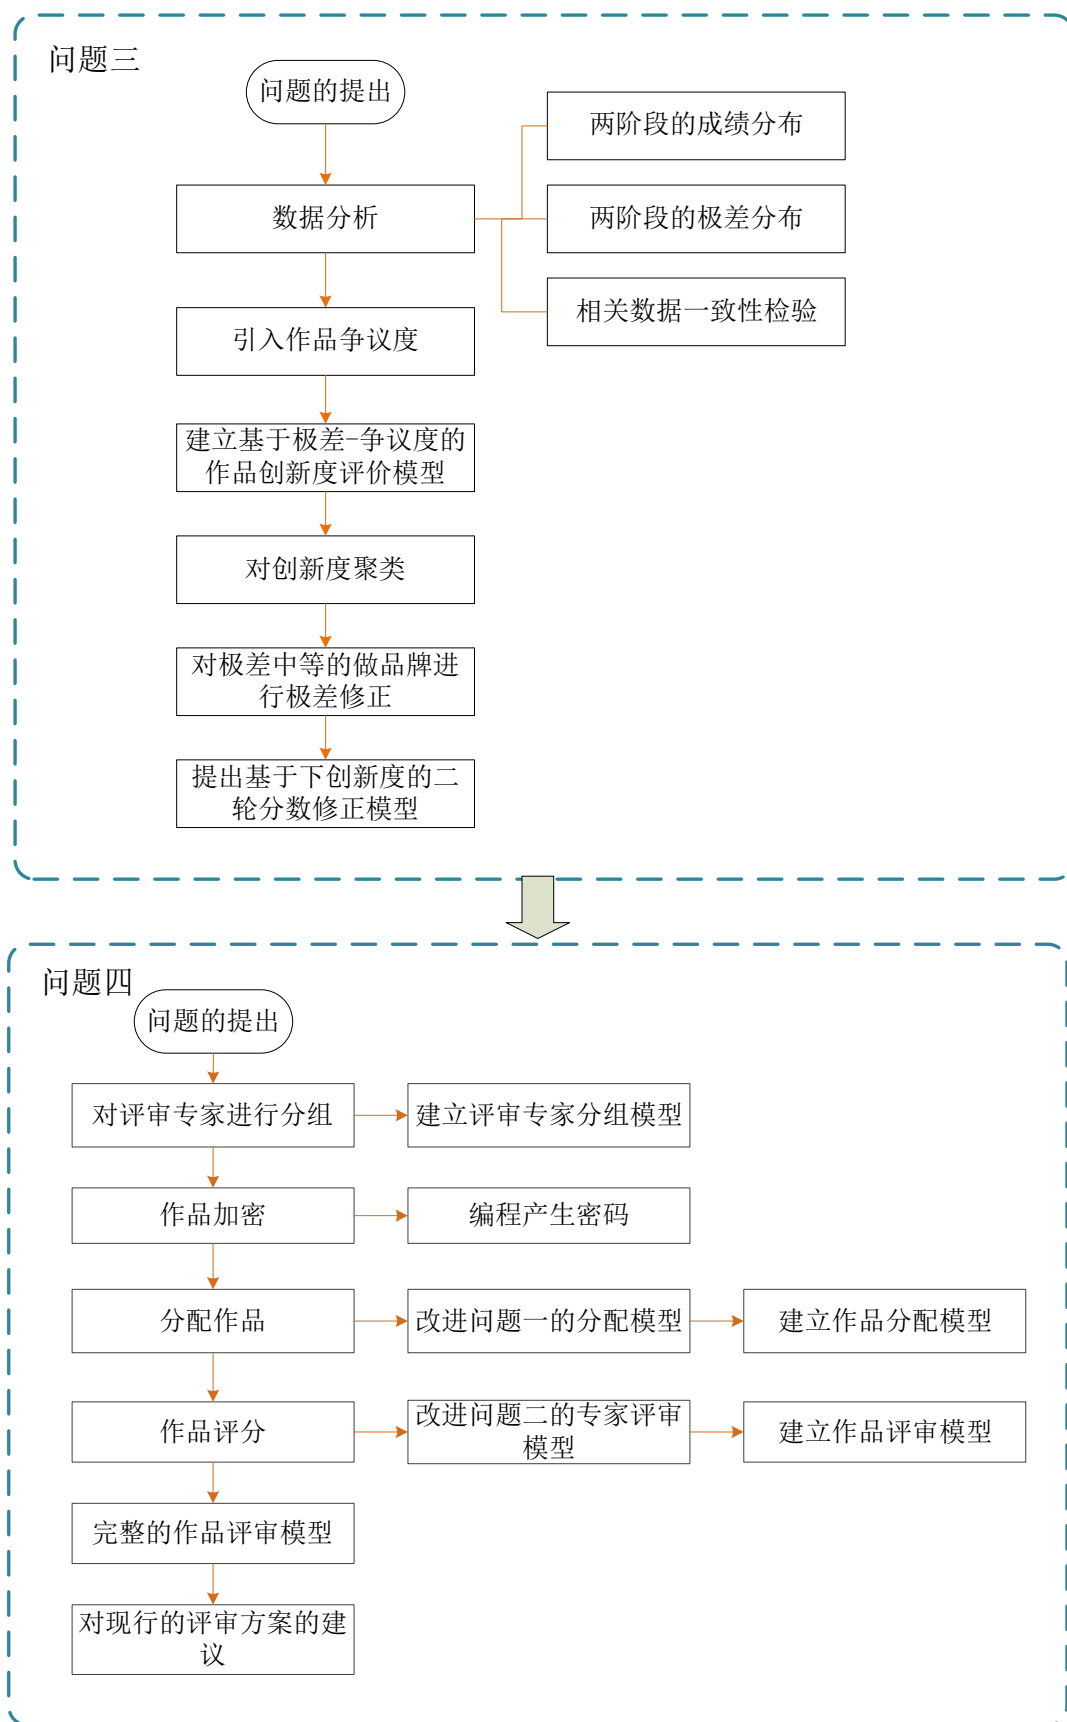 问题三
问题的提出
两阶段的成绩分布
数据分析
两阶段的极差分布
相关数据一致性检验
引入作品争议度
建立基于极差-争议度的
作品创新度评价模型
对创新度聚类
对极差中等的做品牌进
行极差修正
提出基于下创新度的二
轮分数修正模型
问题四
问题的提出
对评审专家进行分组
建立评审专家分组模型
作品加密
编程产生密码
分配作品
改进问题一的分配模型
建立作品分配模型
作品评分
改进问题二的专家评审
模型
建立作品评审模型
完整的作品评审模型
对现行的评审方案的建
议